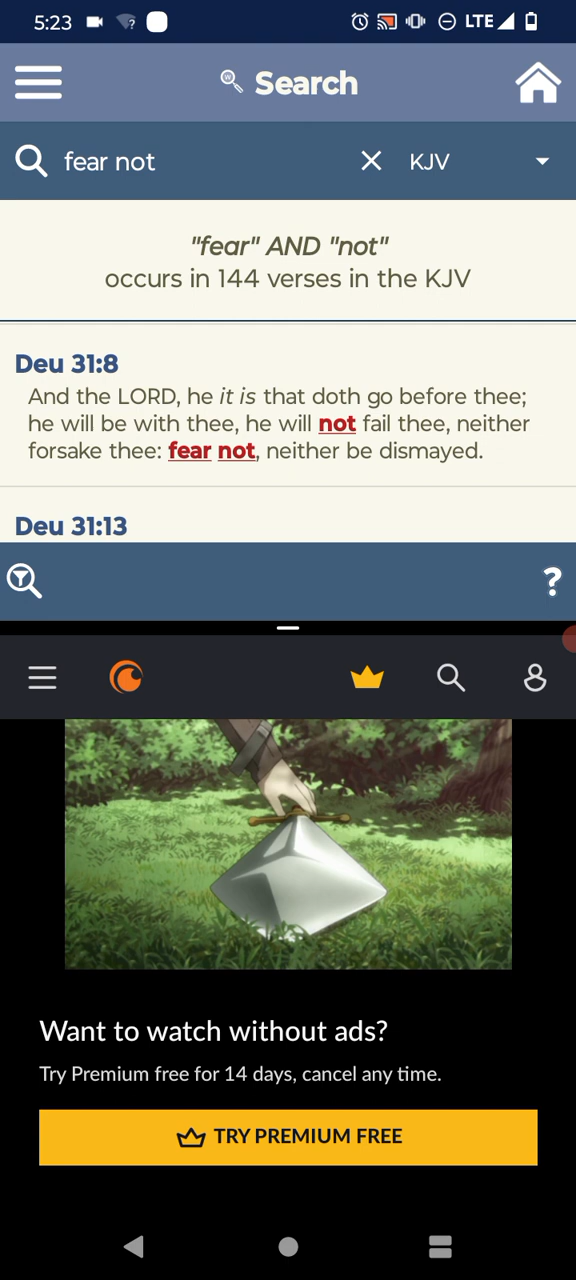 5:23
?
LTE
Search
fear not
KJV
"fear" AND "not"
occurs in 144 verses in the KJV
Deu 31:8
And the LORD, he it is that doth go before thee;
he will be with thee, he will not fail thee, neither
forsake thee: fear not, neither be dismayed.
Deu 31:13
?
Want to watch without ads?
Try Premium free for 14 days, cancel any time.
TRY PREMIUM FREE